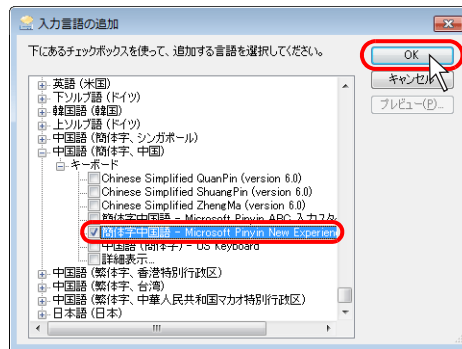 入力言語の追加
下にあるチェックボックスを使って、追加する言語を選択してください。
OK
キャンセル
プレビュー(P)...
英語 (米国)
下ソルブ語 (ドイツ)
韓国語 (韓国)
上ソルブ語 (ドイツ)
中国語 (簡体字、シンガポール)
中国語 (簡体字、中国)
キーボード
Chinese Simplified QuanPin (version 6.0)
Chinese Simplified ShuangPin (version 6.0)
Chinese Simplified ZhengMa (version 6.0)
簡体字中国語 - Microsoft Pinyin ABC 入力スタ
簡体字中国語 - Microsoft Pinyin New Experien
中国語 (簡体字) - US Keyboard
詳細表示...
中国語 (繁体字、香港特別行政区)
中国語 (繁体字、台湾)
中国語 (繁体字、中華人民共和国マカオ特別行政区)
日本語 (日本)